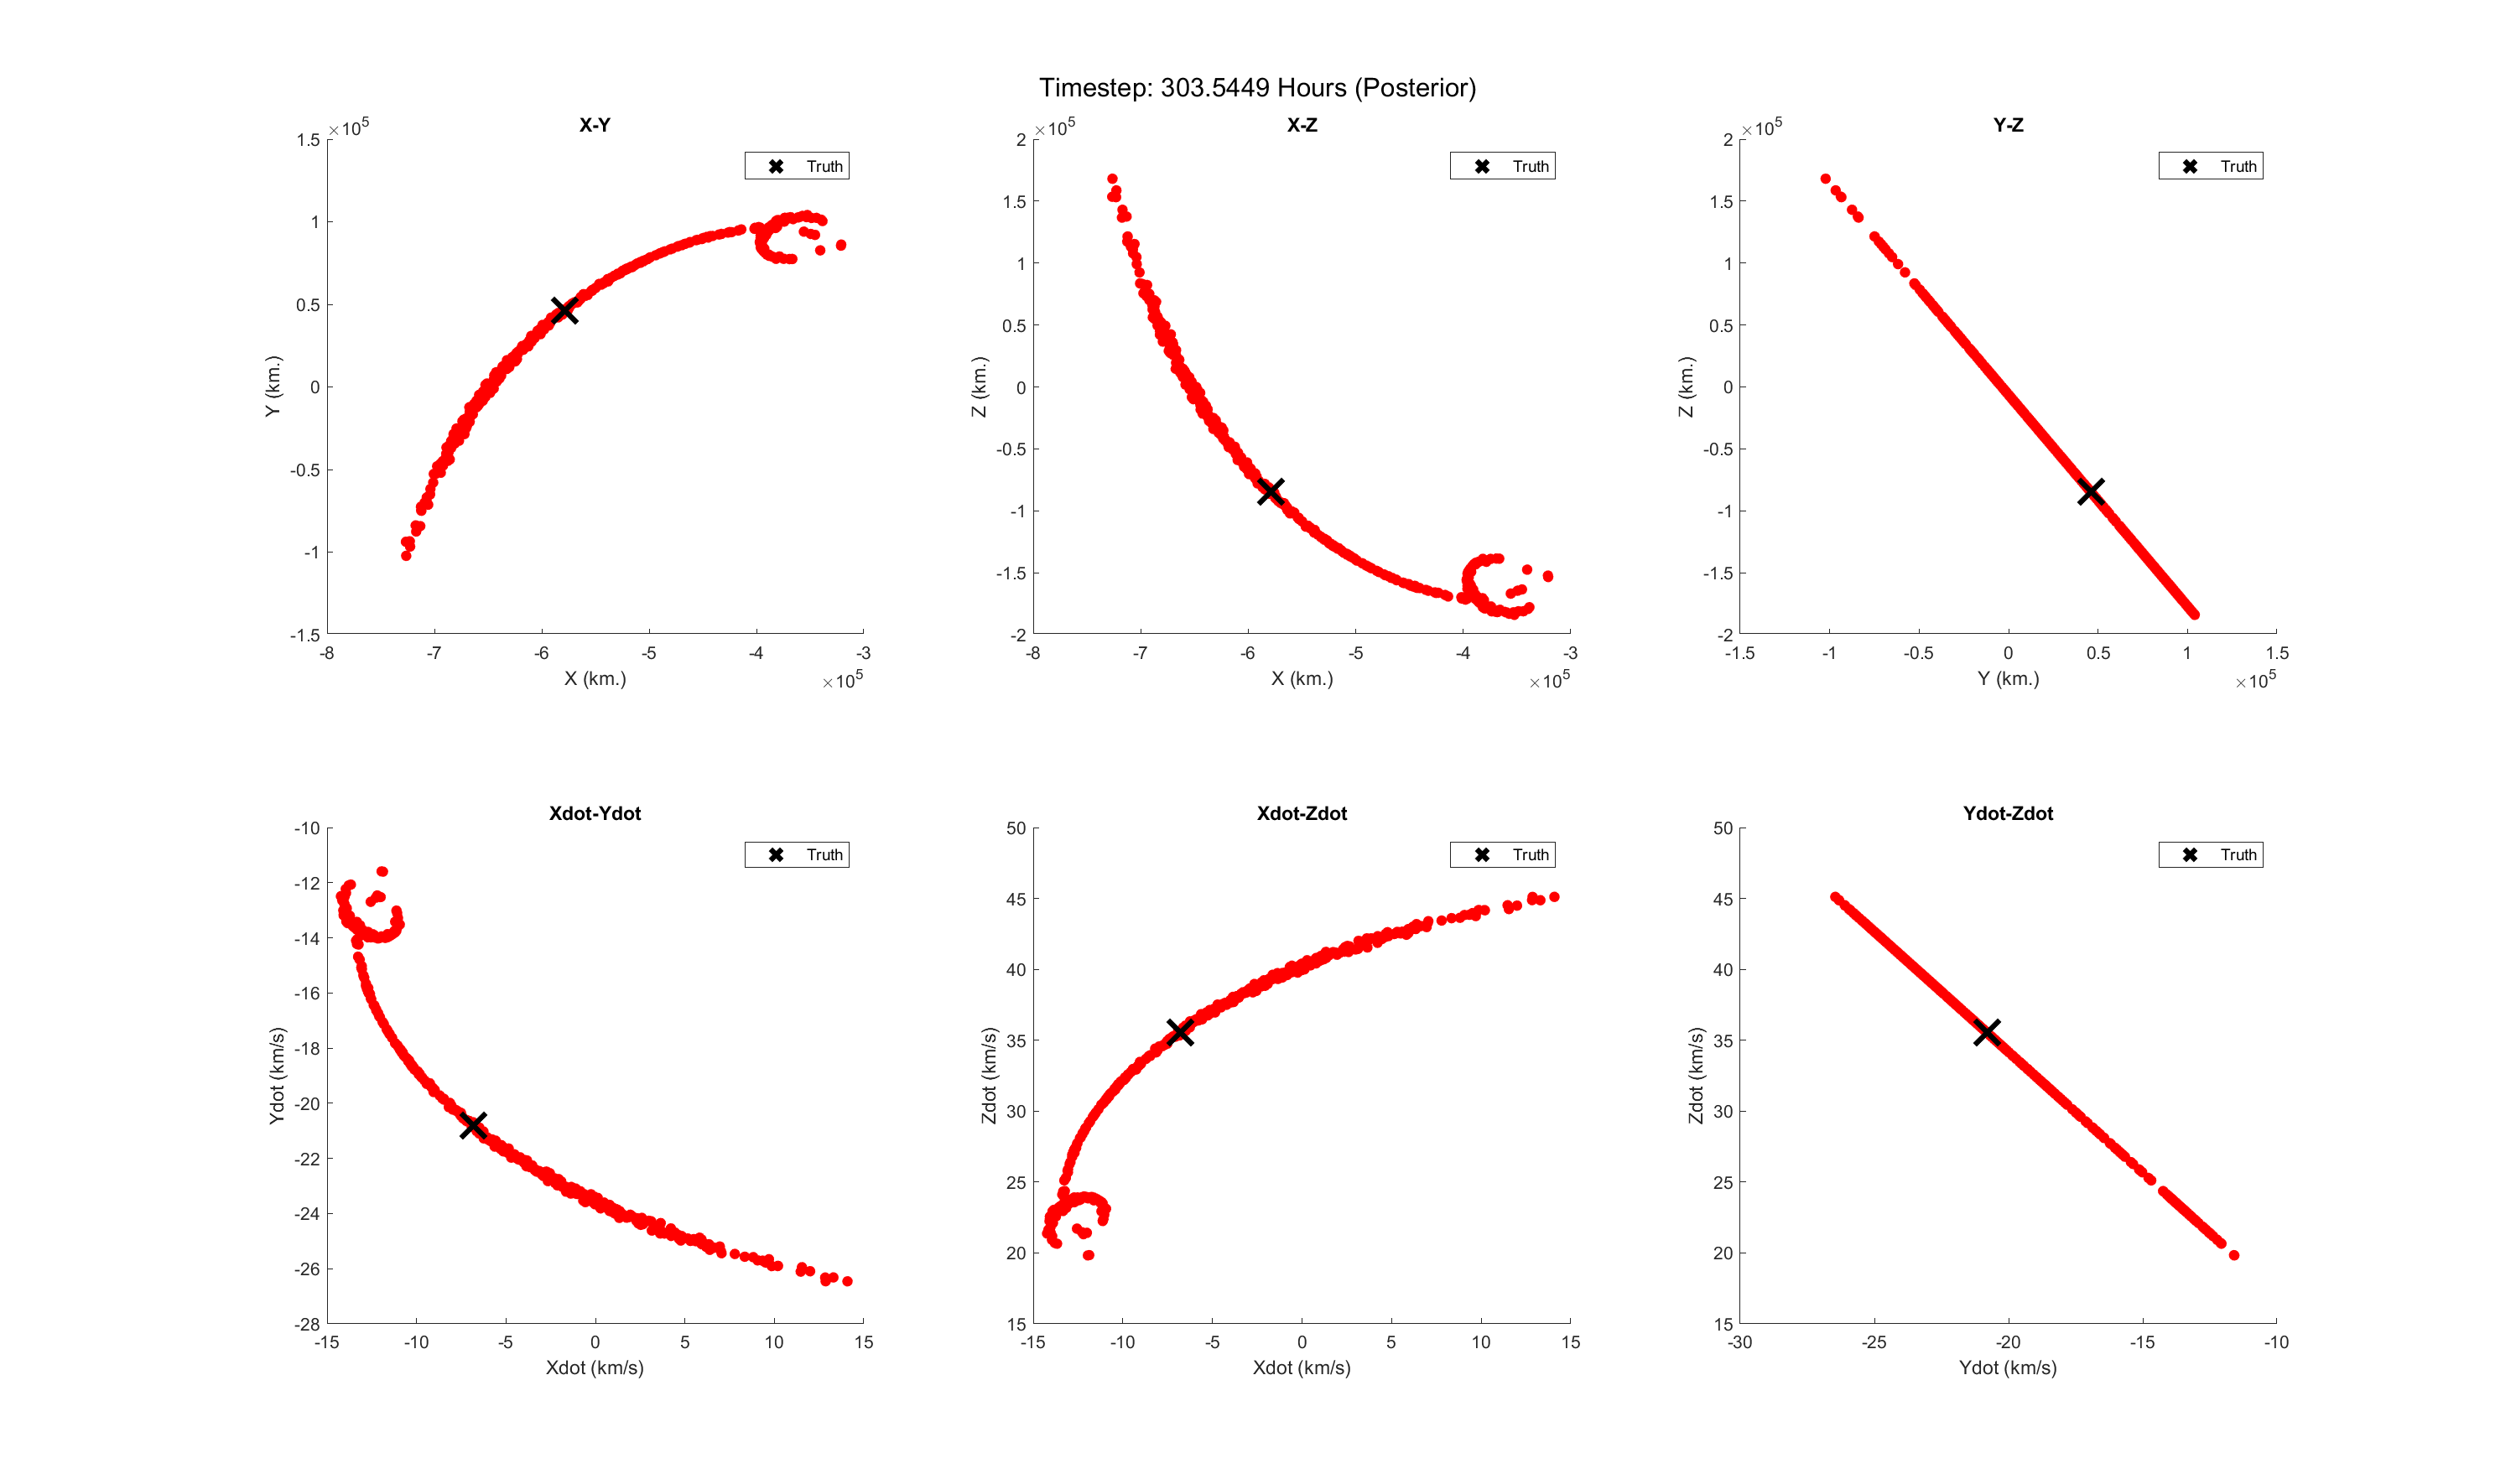 Timestep: 303.5449 Hours (Posterior)
X-Y
×10^5
1.5
1
0.5
0
-0.5
-1
-1.5
Y (km.)
-8 -7 -6 -5 -4 -3
X (km.)
×10^5
Truth
X-Z
×10^5
2
1.5
1
0.5
0
-0.5
-1
-1.5
-2
Z (km.)
-8 -7 -6 -5 -4 -3
X (km.)
×10^5
Truth
Y-Z
×10^5
2
1.5
1
0.5
0
-0.5
-1
-1.5
-2
Z (km.)
-1.5 -1 -0.5 0 0.5 1 1.5
Y (km.)
×10^5
Truth
Xdot-Ydot
-10
-12
-14
-16
-18
-20
-22
-24
-26
-28
Ydot (km/s)
-15 -10 -5 0 5 10 15
Xdot (km/s)
Truth
Xdot-Zdot
50
45
40
35
30
25
20
15
Zdot (km/s)
-15 -10 -5 0 5 10 15
Xdot (km/s)
Truth
Ydot-Zdot
50
45
40
35
30
25
20
15
Zdot (km/s)
-30 -25 -20 -15 -10
Ydot (km/s)
Truth